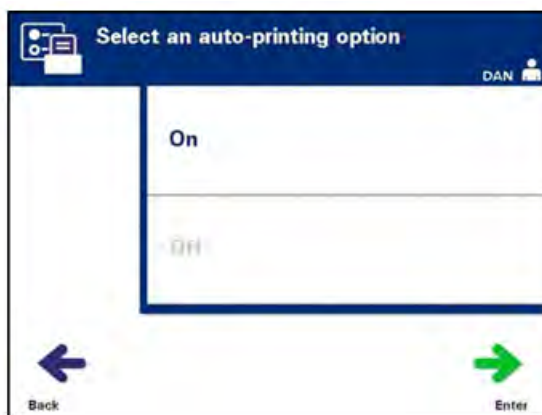 Select an auto-printing option
DAN
On
Off
Back
Enter